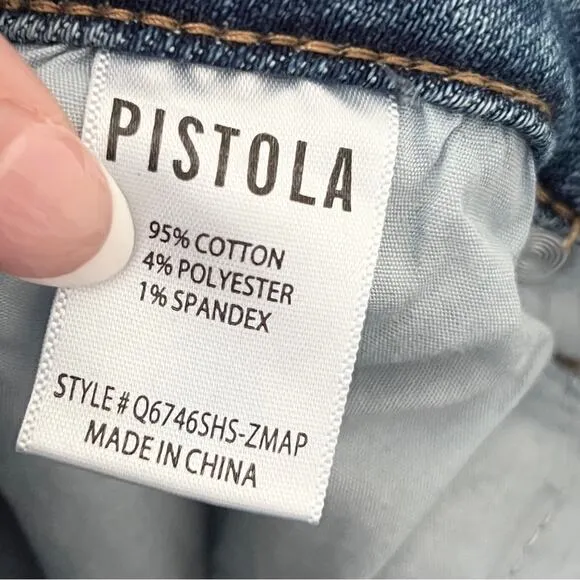 PISTOLA
95% COTTON
4% POLYESTER
1% SPANDEX
STYLE # Q6746SHS-ZMAP
MADE IN CHINA